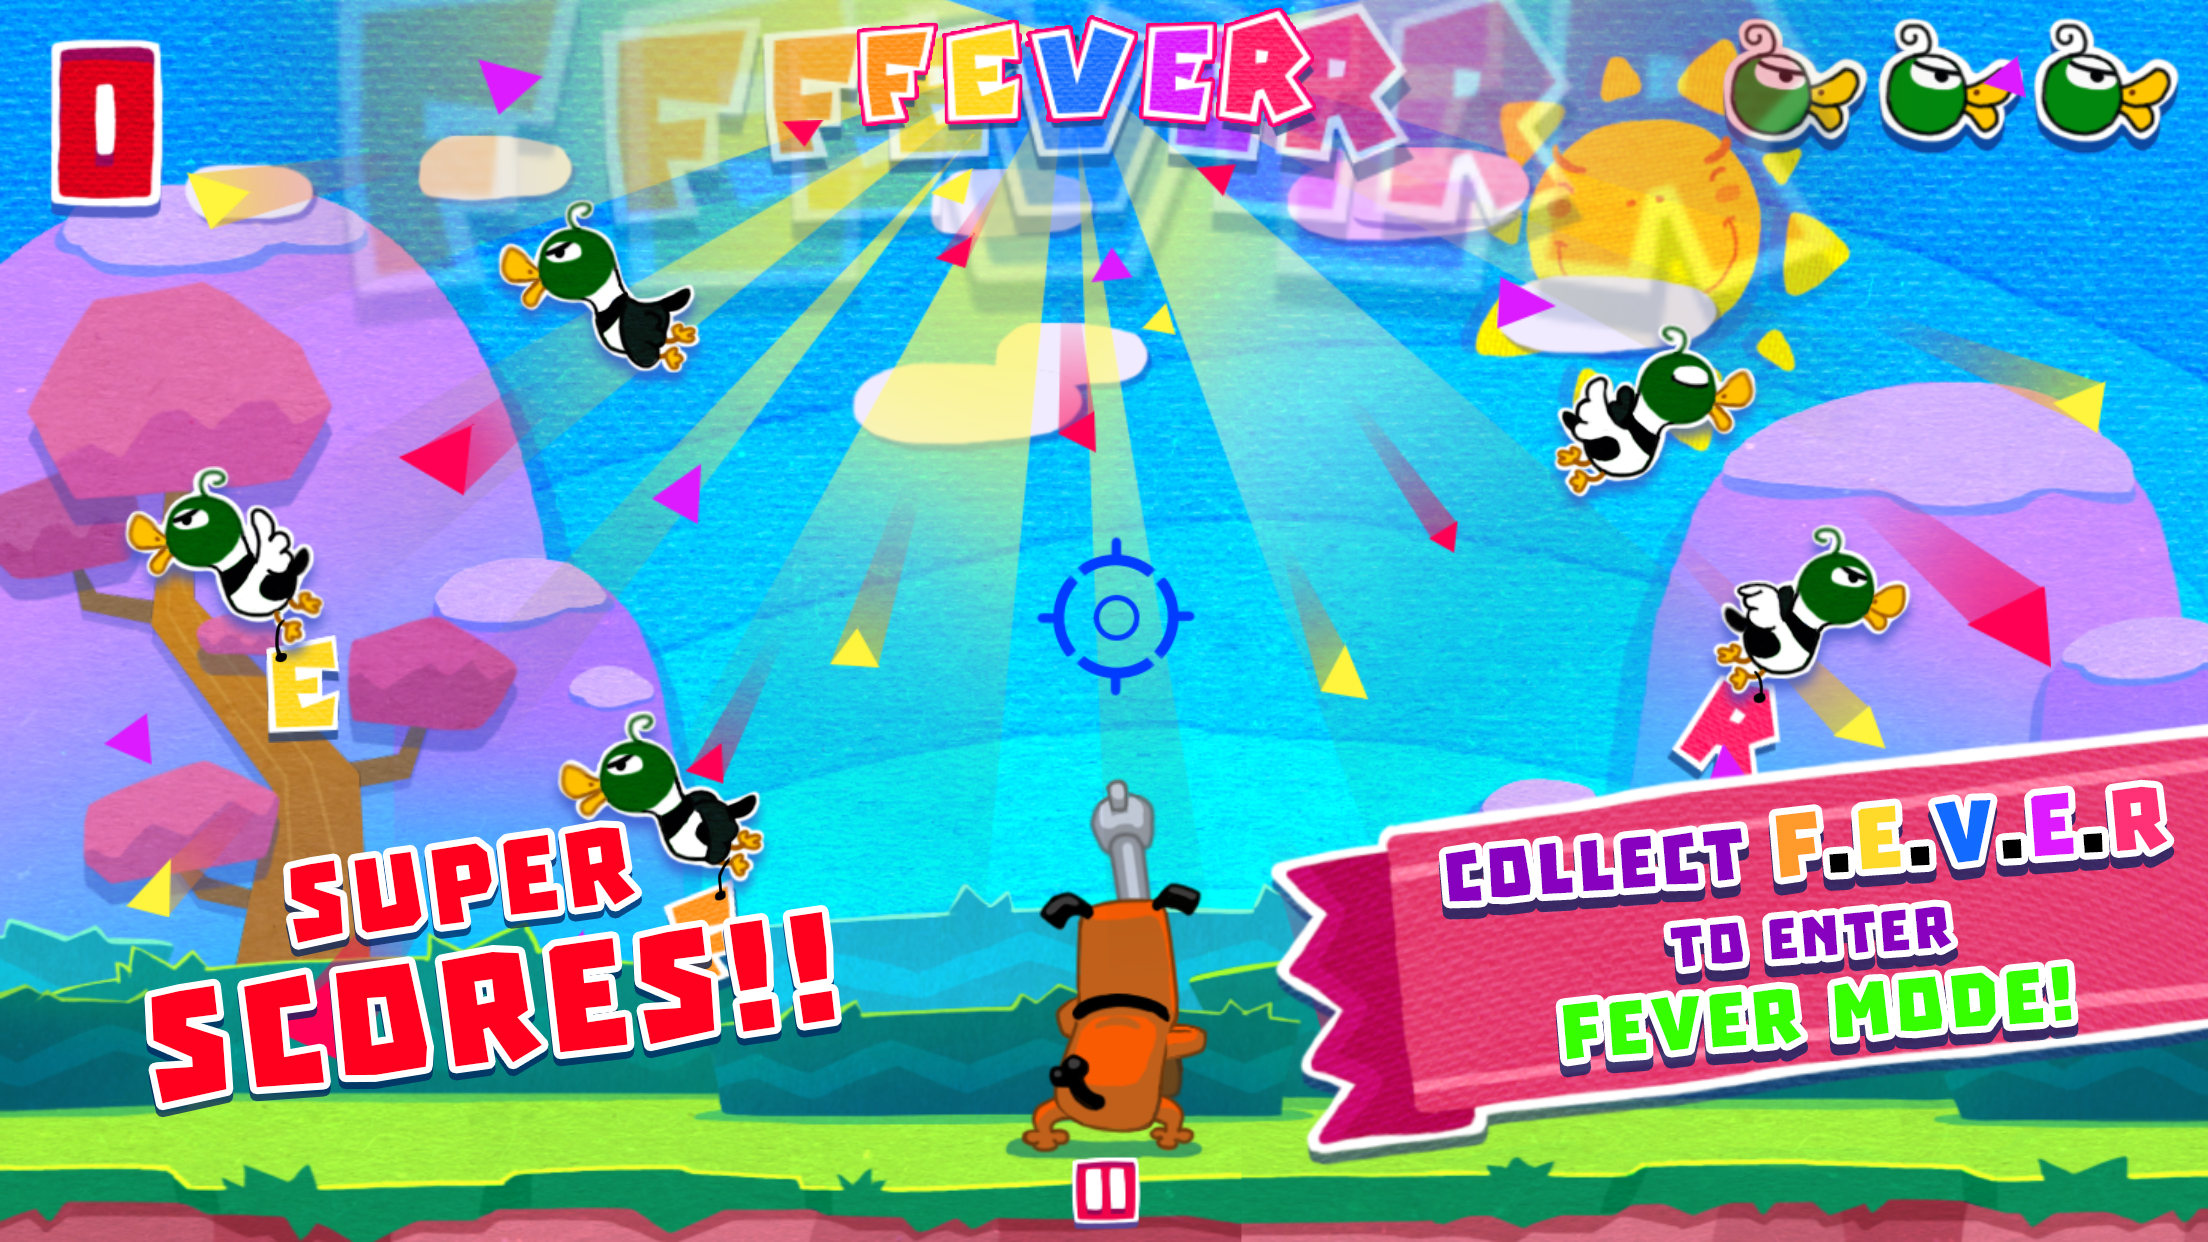 0
FEVER
E
R
F
SUPER
SCORES!!
COLLECT F.E.V.E.R
TO ENTER
FEVER MODE!